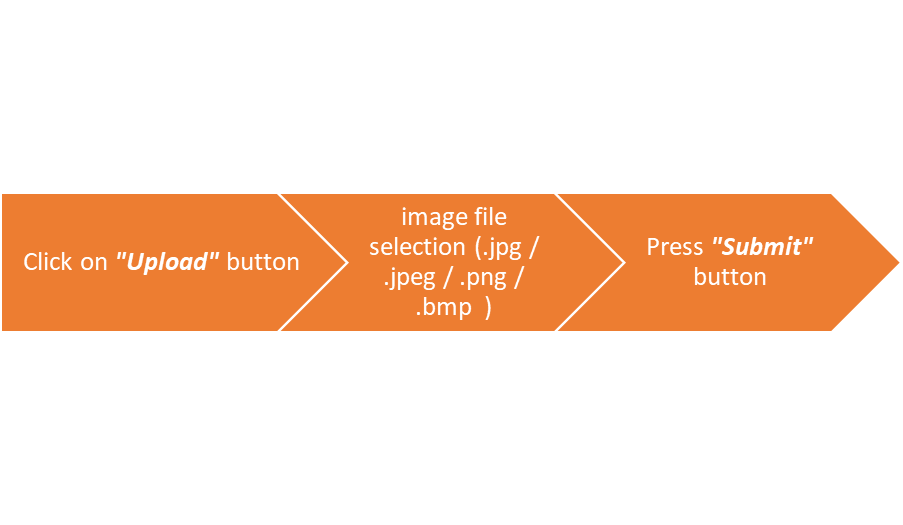 Click on "Upload" button
image file
selection (.jpg /
.jpeg / .png /
.bmp  )
Press "Submit"
button